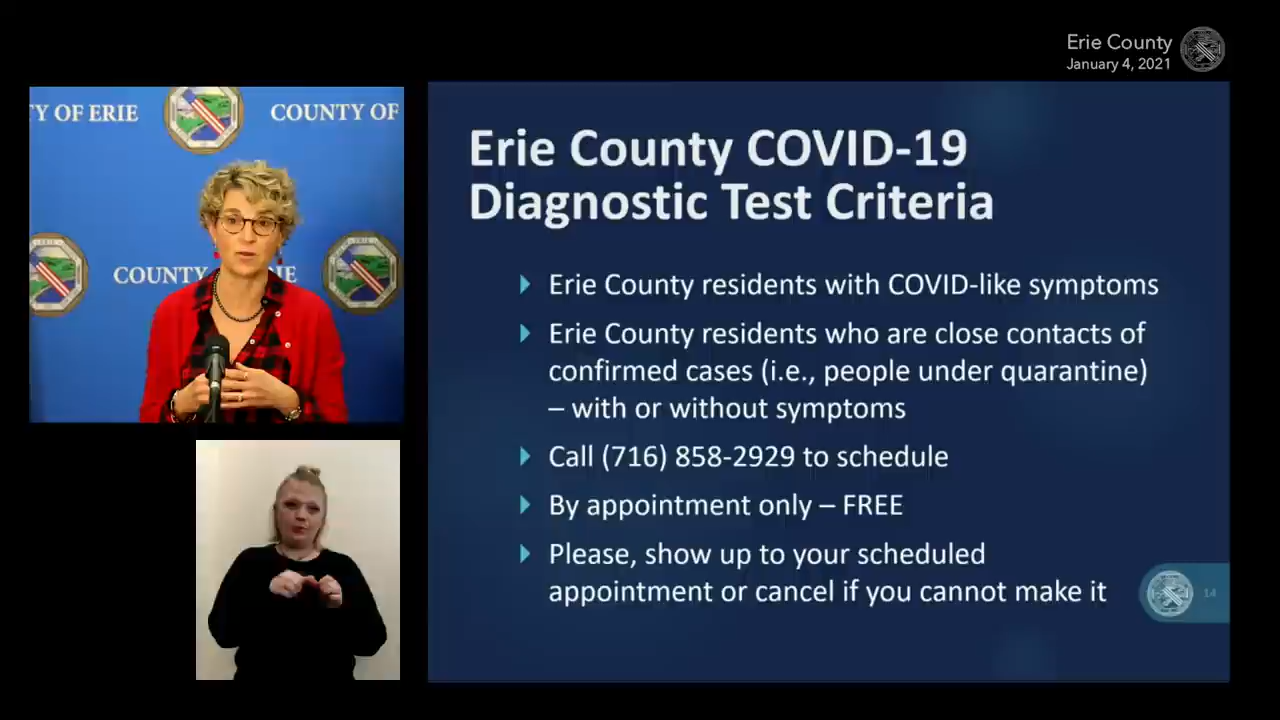 Erie County
January 4, 2021
TY OF ERIE
COUNTY OF
COUNTY
Erie County COVID-19
Diagnostic Test Criteria
Erie County residents with COVID-like symptoms
Erie County residents who are close contacts of
confirmed cases (i.e., people under quarantine)
– with or without symptoms
Call (716) 858-2929 to schedule
By appointment only – FREE
Please, show up to your scheduled
appointment or cancel if you cannot make it
14